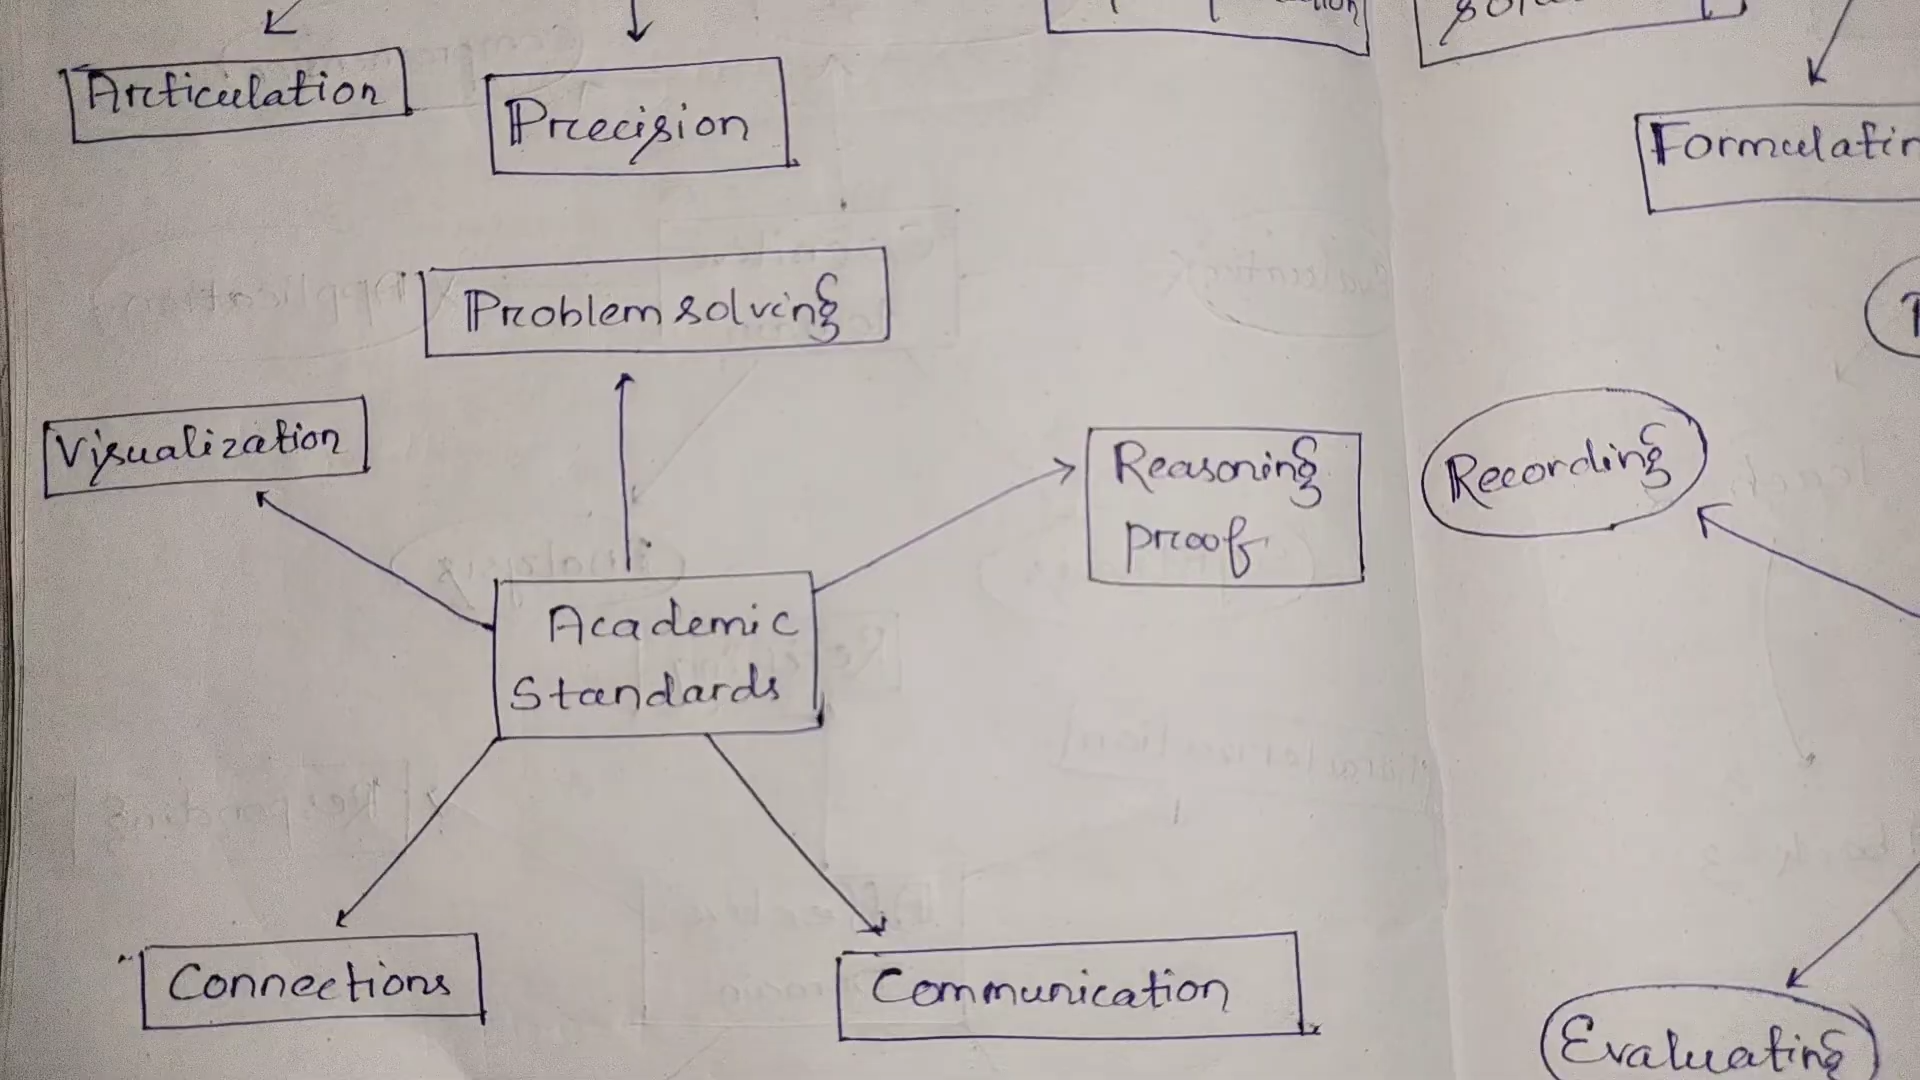 Articulation
Precision
Formulatin
Problem solving
Visualization
Reasoning
proof
Recording
Academic
Standards
Connections
Communication
Evaluating